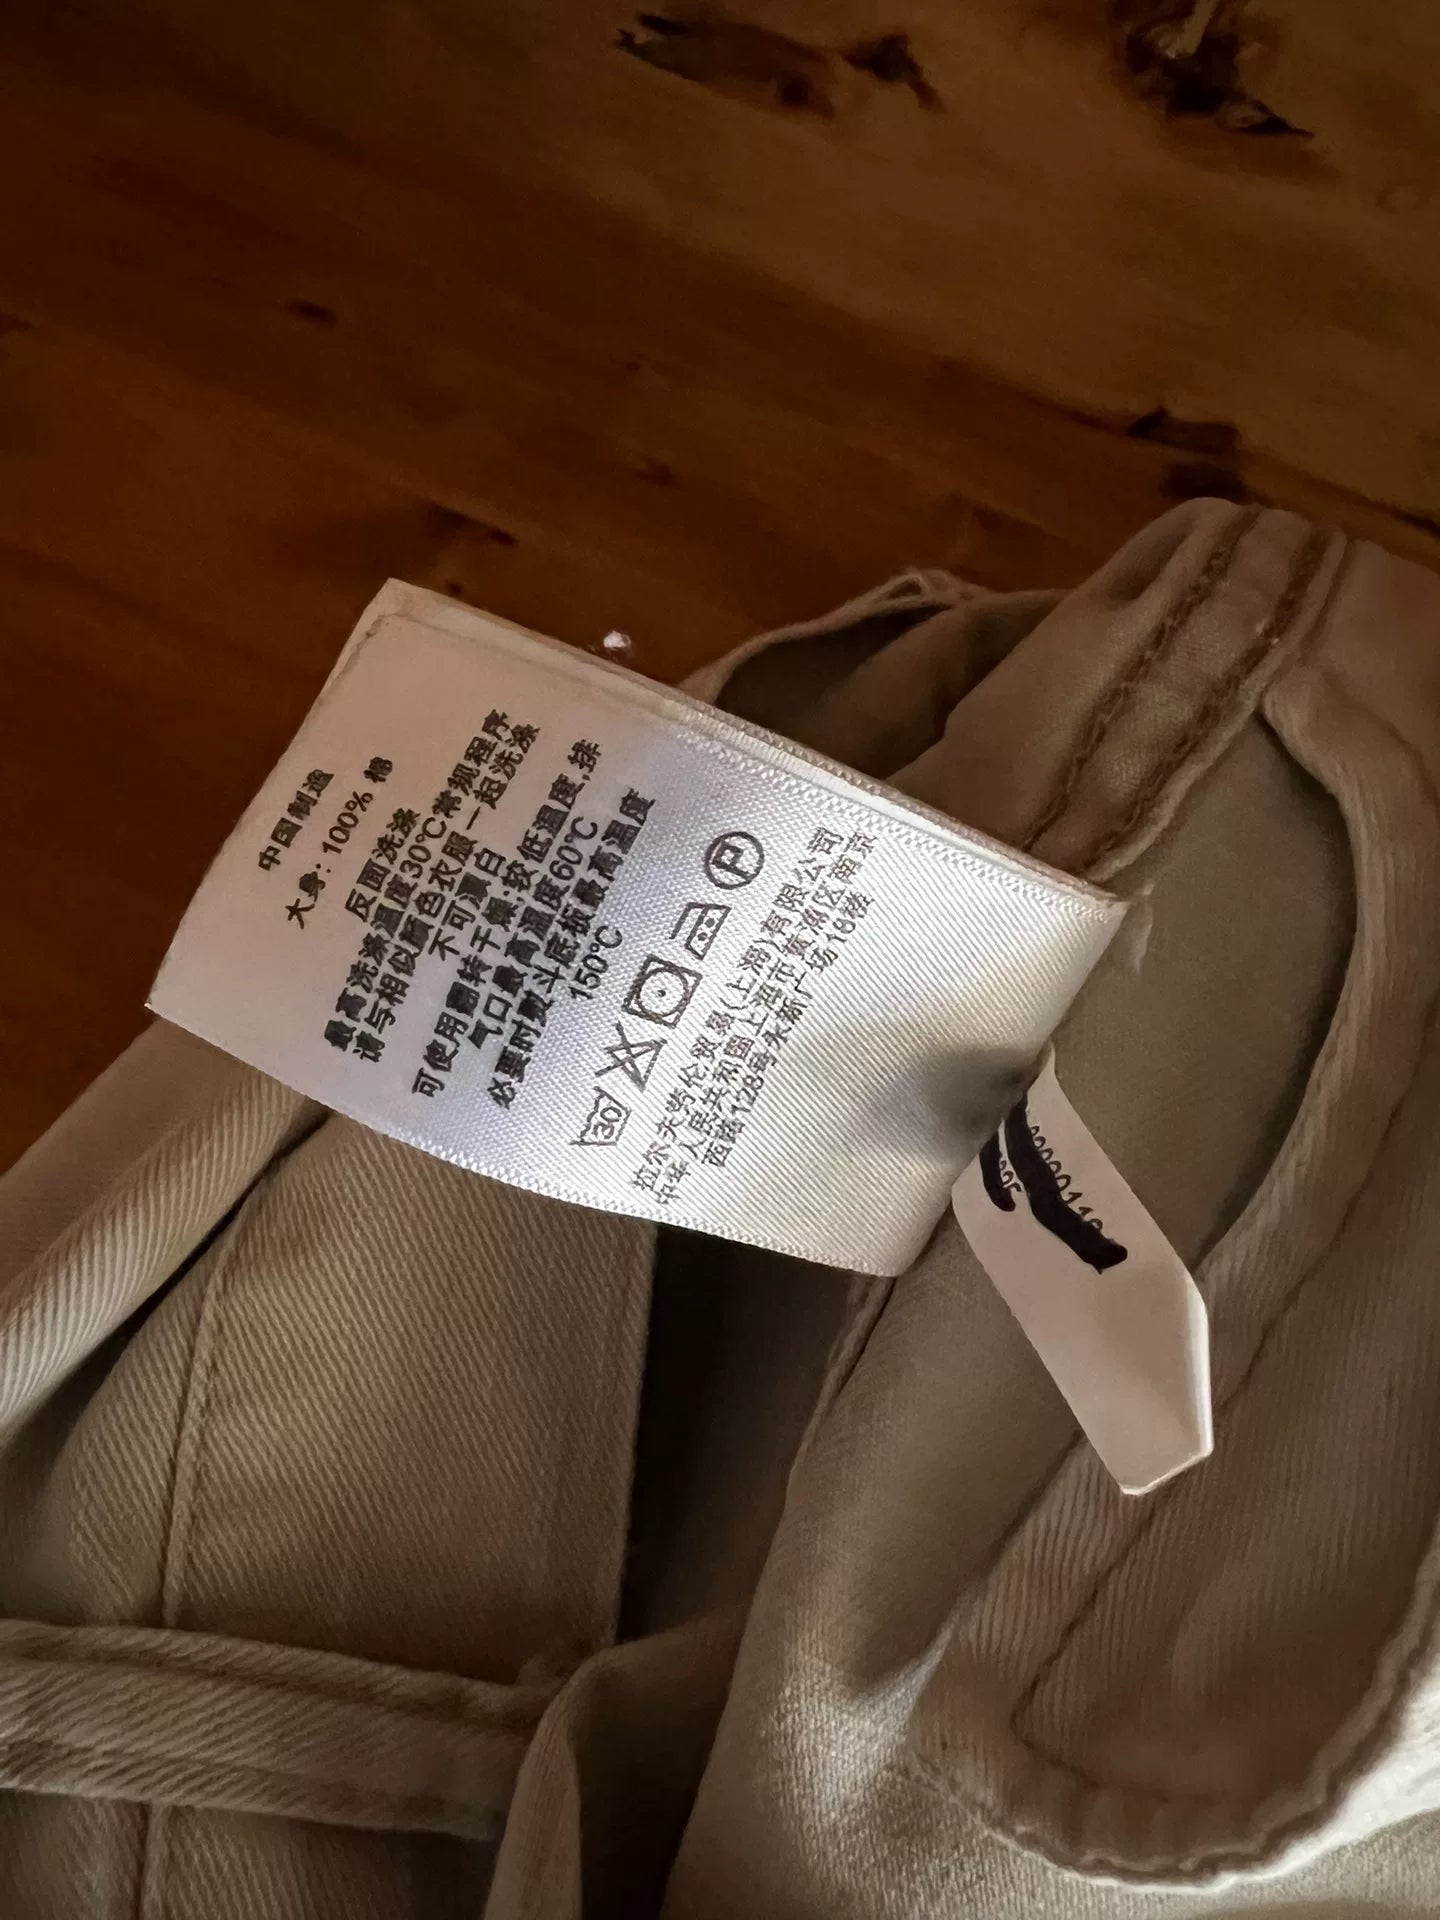 中国制造
大身: 100% 棉
反面洗涤
最高洗涤温度30℃常规程序
请与相似颜色衣服一起洗涤
不可漂白
可使用翻转干燥:较低温度,排
气口最高温度60℃
必要时熨斗底板最高温度
150℃
30
P
拉尔夫劳伦贸易(上海)有限公司
中华人民共和国上海市黄浦区南京
西路128号永新广场18楼